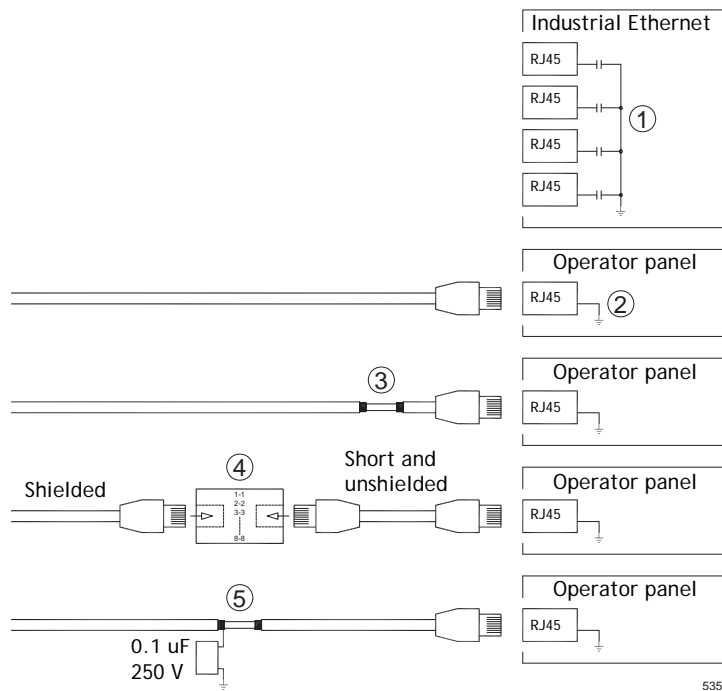 Industrial Ethernet
RJ45
RJ45
1
RJ45
RJ45
Operator panel
RJ45
2
3
Operator panel
RJ45
4
Shielded
1-1
2-2
3-3
8-8
Short and
unshielded
Operator panel
RJ45
5
0.1 uF
250 V
Operator panel
RJ45
535